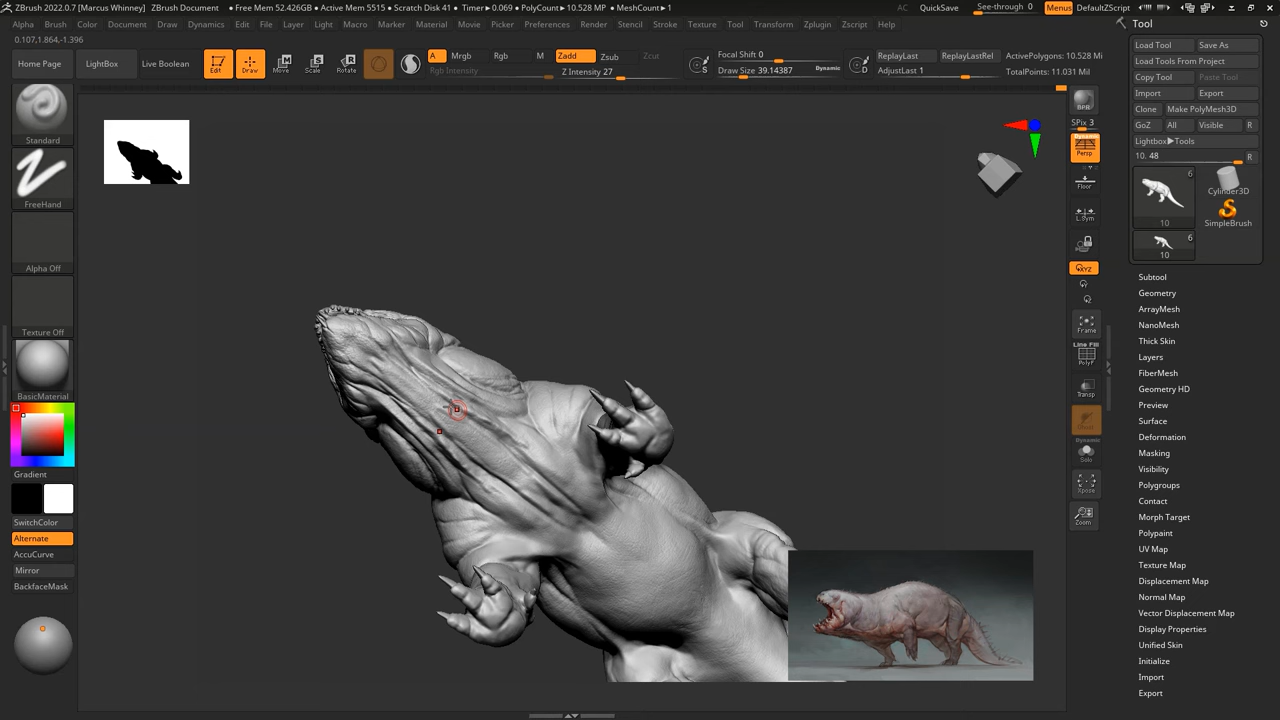 ZBrush 2022.0.7 [Marcus Whinney] ZBrush Document • Free Mem 52.426GB • Active Mem 5515 • Scratch Disk 41 • Timer►0.069 • PolyCount►10.528 MP • MeshCount►1 AC QuickSave See-through 0 Menus DefaultZScript
Alpha Brush Color Document Draw Dynamics Edit File Layer Light Macro Marker Material Movie Picker Preferences Render Stencil Stroke Texture Tool Transform Zplugin Zscript Help
0.107,1.864,-1.396
Home Page LightBox Live Boolean Edit Draw Move Scale Rotate
A Mrgb Rgb M Zadd Zsub Zcut
Rgb Intensity Z Intensity 27
Focal Shift 0
Draw Size 39.14387 Dynamic
S D
ReplayLast ReplayLastRel
AdjustLast 1
ActivePolygons: 10.528 Mi
TotalPoints: 11.031 Mil
Standard
FreeHand
Alpha Off
Texture Off
BasicMaterial
Gradient
SwitchColor
Alternate
AccuCurve
Mirror
BackfaceMask
BPR
SPix 3
Dynamic
Persp
Floor
L.Sym
XYZ
Frame
Line Fill
PolyF
Transp
Ghost
Dynamic
Solo
Xpose
Zoom
Tool
Load Tool Save As
Load Tools From Project
Copy Tool Paste Tool
Import Export
Clone Make PolyMesh3D
GoZ All Visible R
Lightbox►Tools
10. 48 R
6
10
Cylinder3D
SimpleBrush
6
10
Subtool
Geometry
ArrayMesh
NanoMesh
Thick Skin
Layers
FiberMesh
Geometry HD
Preview
Surface
Deformation
Masking
Visibility
Polygroups
Contact
Morph Target
Polypaint
UV Map
Texture Map
Displacement Map
Normal Map
Vector Displacement Map
Display Properties
Unified Skin
Initialize
Import
Export